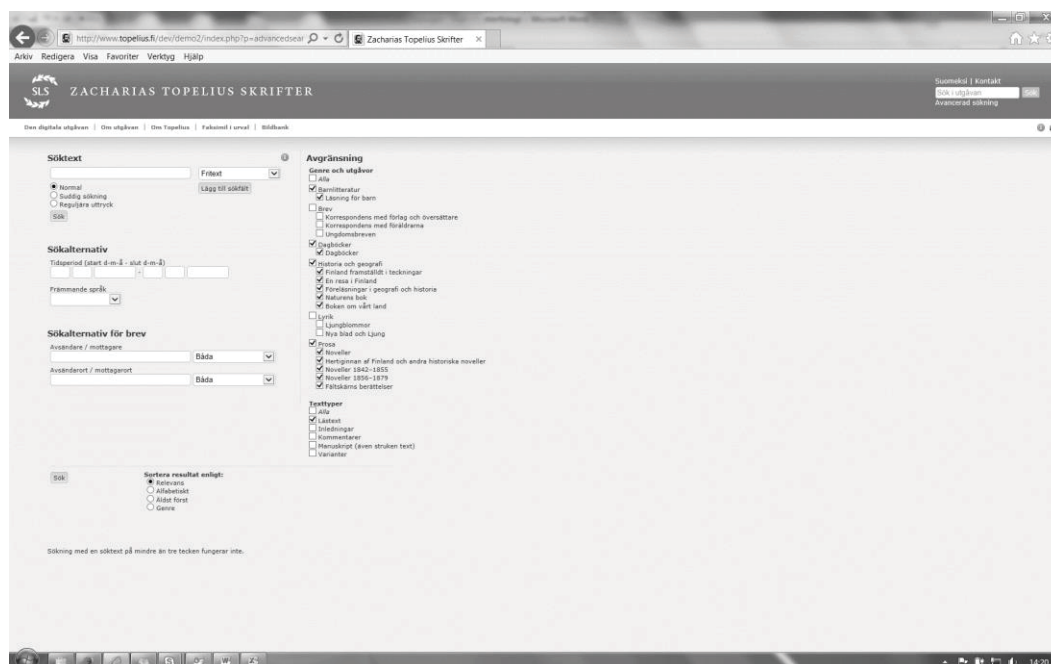 http://www.topelius.fi/dev/demo2/index.php?p=advancedsear
Zacharias Topelius Skrifter
Arkiv Redigera Visa Favoriter Verktyg Hjälp
SLS
ZACHARIAS TOPELIUS SKRIFTER
Suomeksi | Kontakt
Sök i utgåvan Sök
Avancerad sökning
Den digitala utgåvan | Om utgåvan | Om Topelius | Faksimil i urval | Bildbank
Söktext
Fritext
Normal
Lägg till sökfält
Suddig sökning
Reguljära uttryck
Sök
Sökalternativ
Tidsperiod (start d-m-å - slut d-m-å)
-
Främmande språk
Sökalternativ för brev
Avsändare / mottagare
Båda
Avsändarort / mottagarort
Båda
Avgränsning
Genre och utgåvor
Alla
Barnlitteratur
Läsning för barn
Brev
Korrespondens med förlag och översättare
Korrespondens med föräldrarna
Ungdomsbreven
Dagböcker
Dagböcker
Historia och geografi
Finland framställdt i teckningar
En resa i Finland
Föreläsningar i geografi och historia
Naturens bok
Boken om vårt land
Lyrik
Ljungblommor
Nya blad och Ljung
Prosa
Noveller
Hertiginnan af Finland och andra historiska noveller
Noveller 1842–1855
Noveller 1856–1879
Fältskärns berättelser
Texttyper
Alla
Lästext
Inledningar
Kommentarer
Manuskript (även struken text)
Varianter
Sök
Sortera resultat enligt:
Relevans
Alfabetiskt
Äldst först
Genre
Sökning med en söktext på mindre än tre tecken fungerar inte.
14:20